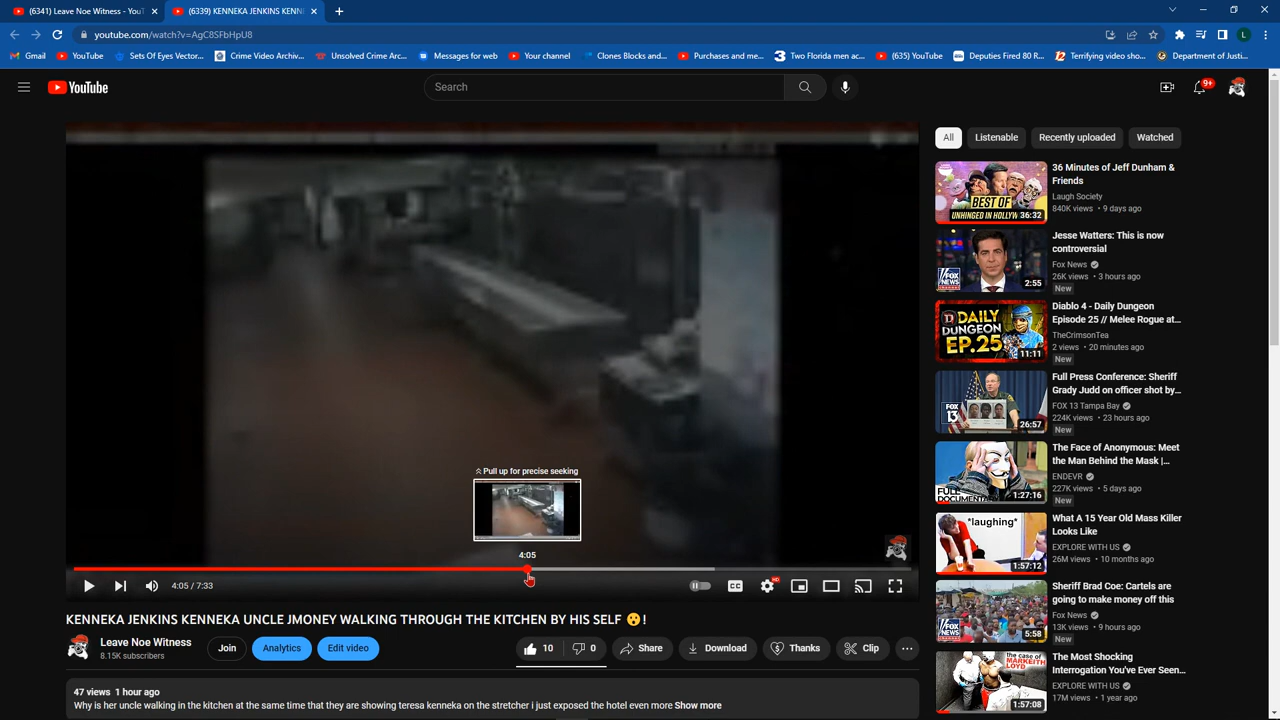 (6341) Leave Noe Witness - YouT
(6339) KENNEKA JENKINS KENN
youtube.com/watch?v=AgC8SFbHpU8
L
Gmail
YouTube
Sets Of Eyes Vector...
Crime Video Archiv...
Unsolved Crime Arc...
Messages for web
Your channel
Clones Blocks and...
Purchases and me...
Two Florida men ac...
(635) YouTube
Deputies Fired 80 R...
Terrifying video sho...
Department of Justi...
YouTube
Search
9+
All
Listenable
Recently uploaded
Watched
BEST OF
UNHINGED IN HOLLYW
36:32
36 Minutes of Jeff Dunham &
Friends
Laugh Society
840K views • 9 days ago
2:55
Jesse Watters: This is now
controversial
Fox News
26K views • 3 hours ago
New
DAILY
DUNGEON
EP.25
11:11
Diablo 4 - Daily Dungeon
Episode 25 // Melee Rogue at...
TheCrimsonTea
2 views • 20 minutes ago
New
FOX
13
26:57
Full Press Conference: Sheriff
Grady Judd on officer shot by...
FOX 13 Tampa Bay
224K views • 23 hours ago
New
FULL
DOCUMENTA
1:27:16
The Face of Anonymous: Meet
the Man Behind the Mask |...
ENDEVR
227K views • 5 days ago
New
*laughing*
1:57:12
What A 15 Year Old Mass Killer
Looks Like
EXPLORE WITH US
26M views • 10 months ago
5:58
Sheriff Brad Coe: Cartels are
going to make money off this
Fox News
13K views • 9 hours ago
New
the case of
MARKEITH
LOYD
1:57:08
The Most Shocking
Interrogation You've Ever Seen...
EXPLORE WITH US
17M views • 1 year ago
Pull up for precise seeking
4:05
4:05 / 7:33
CC
HD
KENNEKA JENKINS KENNEKA UNCLE JMONEY WALKING THROUGH THE KITCHEN BY HIS SELF 😮!
Leave Noe Witness
8.15K subscribers
Join
Analytics
Edit video
10
0
Share
Download
Thanks
Clip
47 views 1 hour ago
Why is her uncle walking in the kitchen at the same time that they are rowing teeny kenneka on the stretcher i just exposed the hotel once more Show more